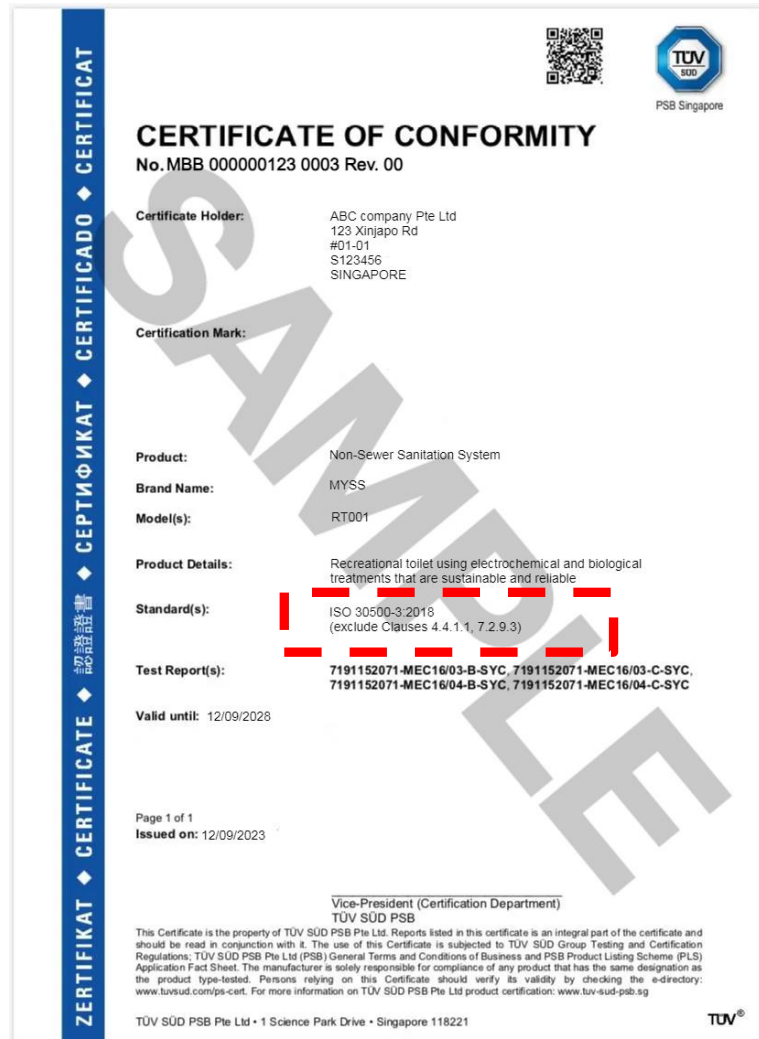 ZERTIFIKAT ◆ CERTIFICATE ◆ 認證證書 ◆ СЕРТИФИКАТ ◆ CERTIFICADO ◆ CERTIFICAT
TÜV
SÜD
PSB Singapore
CERTIFICATE OF CONFORMITY
No. MBB 000000123 0003 Rev. 00
Certificate Holder: ABC company Pte Ltd
123 Xinjapo Rd
#01-01
S123456
SINGAPORE
SAMPLE
Certification Mark:
Product: Non-Sewer Sanitation System
Brand Name: MYSS
Model(s): RT001
Product Details: Recreational toilet using electrochemical and biological
treatments that are sustainable and reliable
Standard(s): ISO 30500-3:2018
(exclude Clauses 4.4.1.1, 7.2.9.3)
Test Report(s): 7191152071-MEC16/03-B-SYC, 7191152071-MEC16/03-C-SYC,
7191152071-MEC16/04-B-SYC, 7191152071-MEC16/04-C-SYC
Valid until: 12/09/2028
Page 1 of 1
Issued on: 12/09/2023
Vice-President (Certification Department)
TÜV SÜD PSB
This Certificate is the property of TÜV SÜD PSB Pte Ltd. Reports listed in this certificate is an integral part of the certificate and
should be read in conjunction with it. The use of this Certificate is subjected to TÜV SÜD Group Testing and Certification
Regulations; TÜV SÜD PSB Pte Ltd (PSB) General Terms and Conditions of Business and PSB Product Listing Scheme (PLS)
Application Fact Sheet. The manufacturer is solely responsible for compliance of any product that has the same designation as
the product type-tested. Persons relying on this Certificate should verify its validity by checking the e-directory:
www.tuvsud.com/ps-cert. For more information on TÜV SÜD PSB Pte Ltd product certification: www.tuv-sud-psb.sg
TÜV SÜD PSB Pte Ltd • 1 Science Park Drive • Singapore 118221
TÜV®